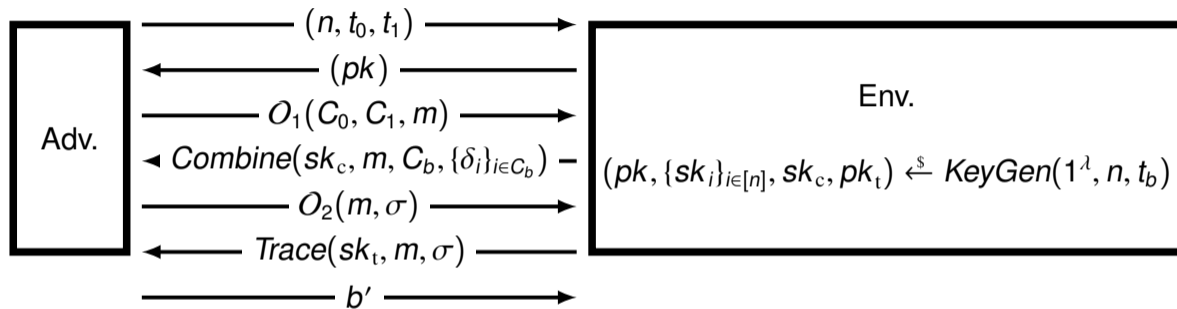 (n, t₀, t₁)
(pk)
𝒪₁(C₀, C₁, m)
Combine(sk_c, m, C_b, {δ_i}_{i∈C_b})
𝒪₂(m, σ)
Trace(sk_t, m, σ)
b′
Adv.
Env.
(pk, {sk_i}_{i∈[n]}, sk_c, pk_t) ←$ KeyGen(1^λ, n, t_b)